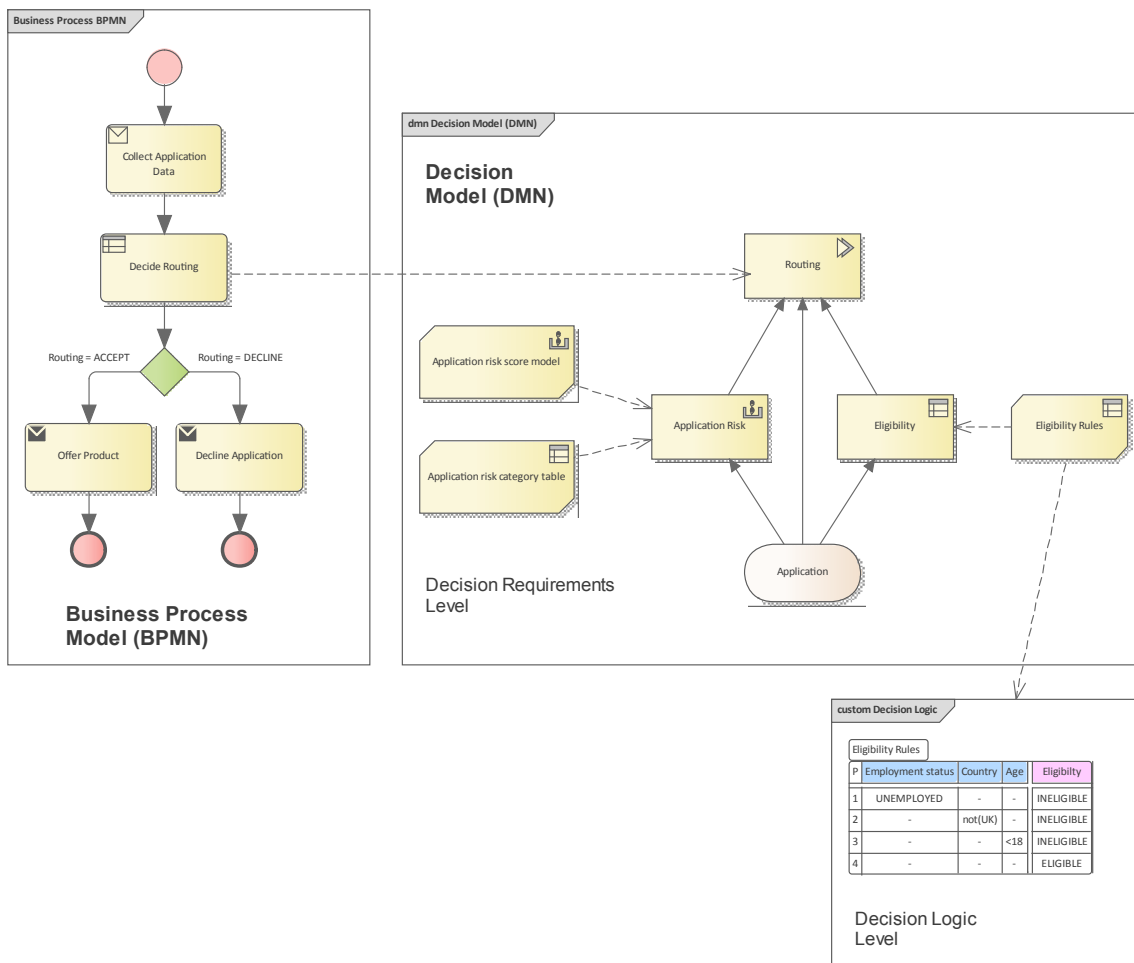 Business Process BPMN
Collect Application
Data
Decide Routing
Routing = ACCEPT
Routing = DECLINE
Offer Product
Decline Application
Business Process
Model (BPMN)
dmn Decision Model (DMN)
Decision
Model (DMN)
Routing
Application risk score model
Application Risk
Eligibility
Eligibility Rules
Application risk category table
Application
Decision Requirements
Level
custom Decision Logic
Eligibility Rules
P Employment status Country Age Eligibilty
1 UNEMPLOYED - - INELIGIBLE
2 - not(UK) - INELIGIBLE
3 - - <18 INELIGIBLE
4 - - - ELIGIBLE
Decision Logic
Level